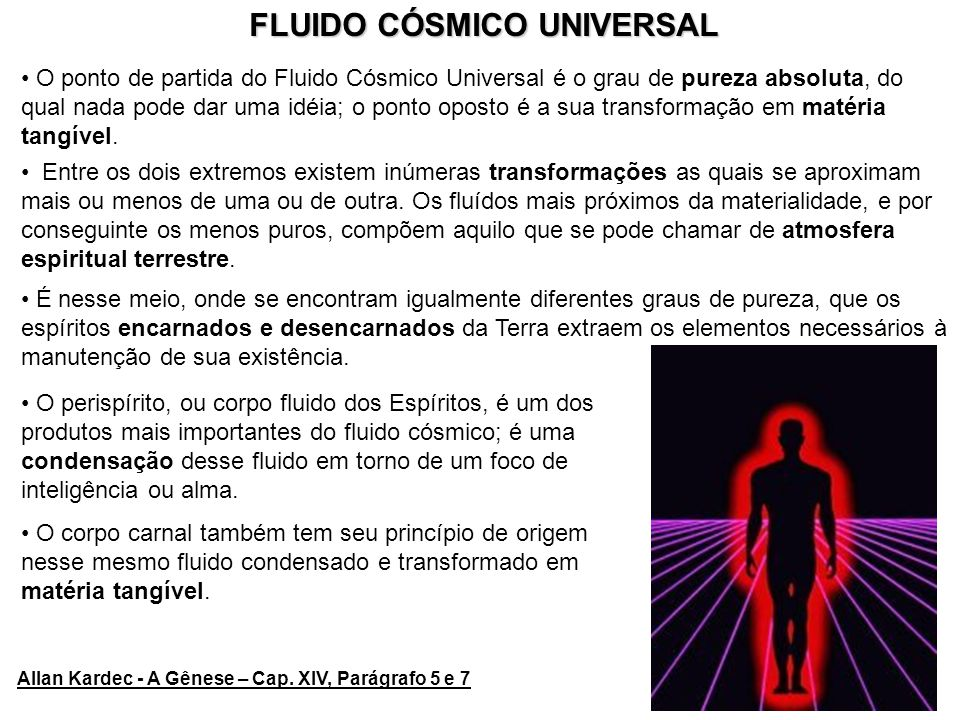 FLUIDO CÓSMICO UNIVERSAL
• O ponto de partida do Fluido Cósmico Universal é o grau de pureza absoluta, do
qual nada pode dar uma idéia; o ponto oposto é a sua transformação em matéria
tangível.
• Entre os dois extremos existem inúmeras transformações as quais se aproximam
mais ou menos de uma ou de outra. Os fluídos mais próximos da materialidade, e por
conseguinte os menos puros, compõem aquilo que se pode chamar de atmosfera
espiritual terrestre.
• É nesse meio, onde se encontram igualmente diferentes graus de pureza, que os
espíritos encarnados e desencarnados da Terra extraem os elementos necessários à
manutenção de sua existência.
• O perispírito, ou corpo fluido dos Espíritos, é um dos
produtos mais importantes do fluido cósmico; é uma
condensação desse fluido em torno de um foco de
inteligência ou alma.
• O corpo carnal também tem seu princípio de origem
nesse mesmo fluido condensado e transformado em
matéria tangível.
Allan Kardec - A Gênese – Cap. XIV, Parágrafo 5 e 7